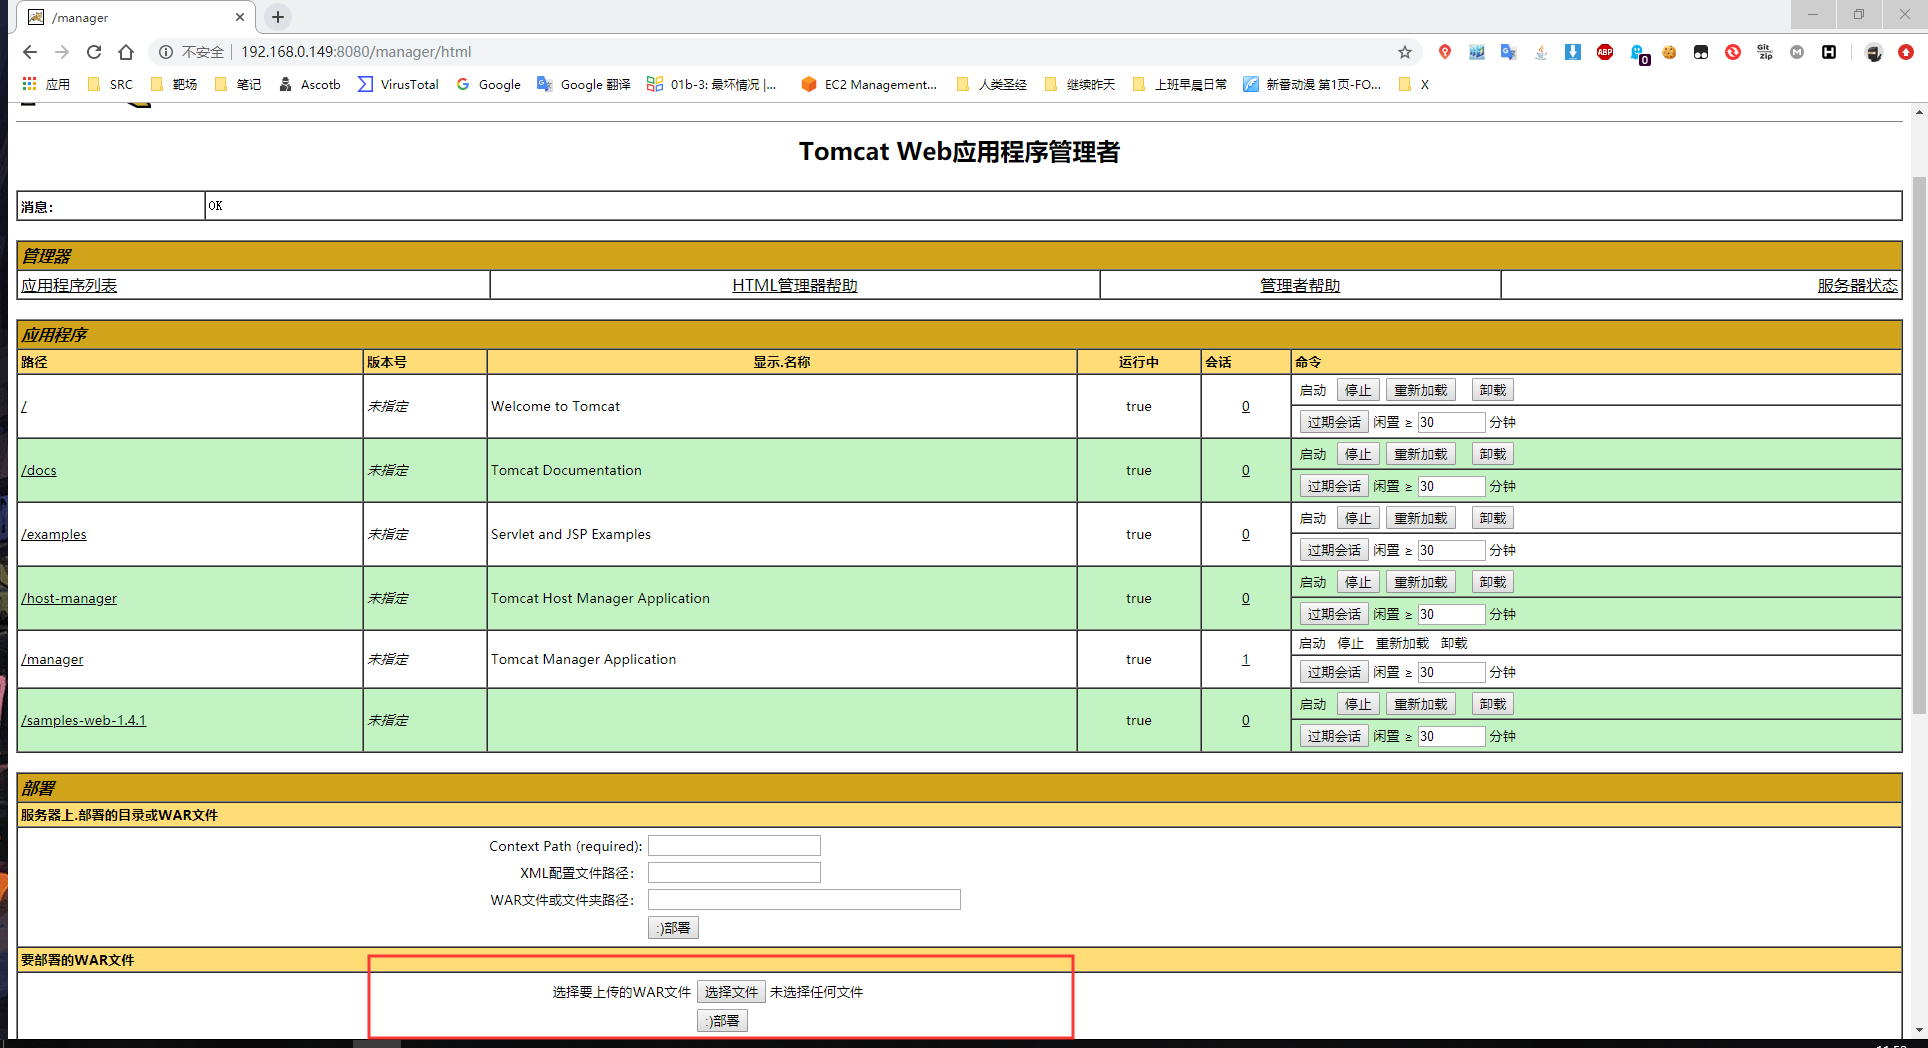 /manager
不安全 192.168.0.149:8080/manager/html
应用 SRC 靶场 笔记 Ascotb VirusTotal Google Google 翻译 01b-3: 最坏情况 |... EC2 Management... 人类圣经 继续昨天 上班早晨日常 新番动漫 第1页-FO... X
Tomcat Web应用程序管理者
消息: OK
管理器
应用程序列表 HTML管理器帮助 管理者帮助 服务器状态
应用程序
路径 版本号 显示.名称 运行中 会话 命令
/ 未指定 Welcome to Tomcat true 0 启动 停止 重新加载 卸载
过期会话 闲置 ≥ 30 分钟
/docs 未指定 Tomcat Documentation true 0 启动 停止 重新加载 卸载
过期会话 闲置 ≥ 30 分钟
/examples 未指定 Servlet and JSP Examples true 0 启动 停止 重新加载 卸载
过期会话 闲置 ≥ 30 分钟
/host-manager 未指定 Tomcat Host Manager Application true 0 启动 停止 重新加载 卸载
过期会话 闲置 ≥ 30 分钟
/manager 未指定 Tomcat Manager Application true 1 启动 停止 重新加载 卸载
过期会话 闲置 ≥ 30 分钟
/samples-web-1.4.1 未指定 true 0 启动 停止 重新加载 卸载
过期会话 闲置 ≥ 30 分钟
部署
服务器上.部署的目录或WAR文件
Context Path (required):
XML配置文件路径:
WAR文件或文件夹路径:
:)部署
要部署的WAR文件
选择要上传的WAR文件 选择文件 未选择任何文件
:)部署